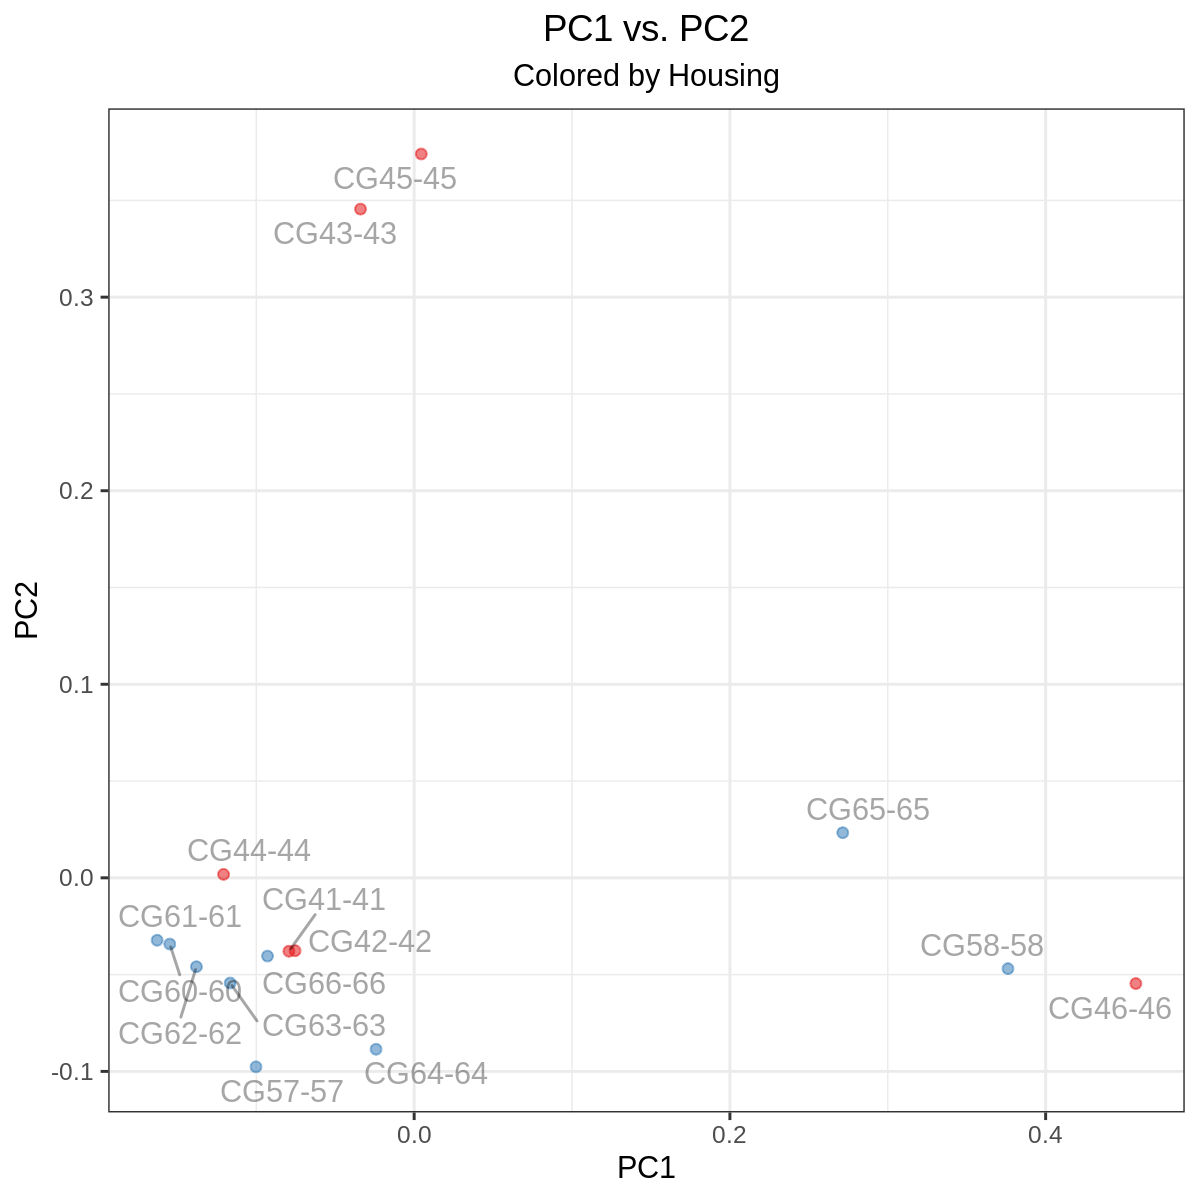 PC1 vs. PC2
Colored by Housing
CG45-45
CG43-43
0.3
0.2
PC2
0.1
CG65-65
CG44-44
0.0
CG41-41
CG61-61
CG42-42
CG58-58
CG66-66
CG60-60
CG46-46
CG63-63
CG62-62
CG64-64
-0.1
CG57-57
0.0
0.2
0.4
PC1